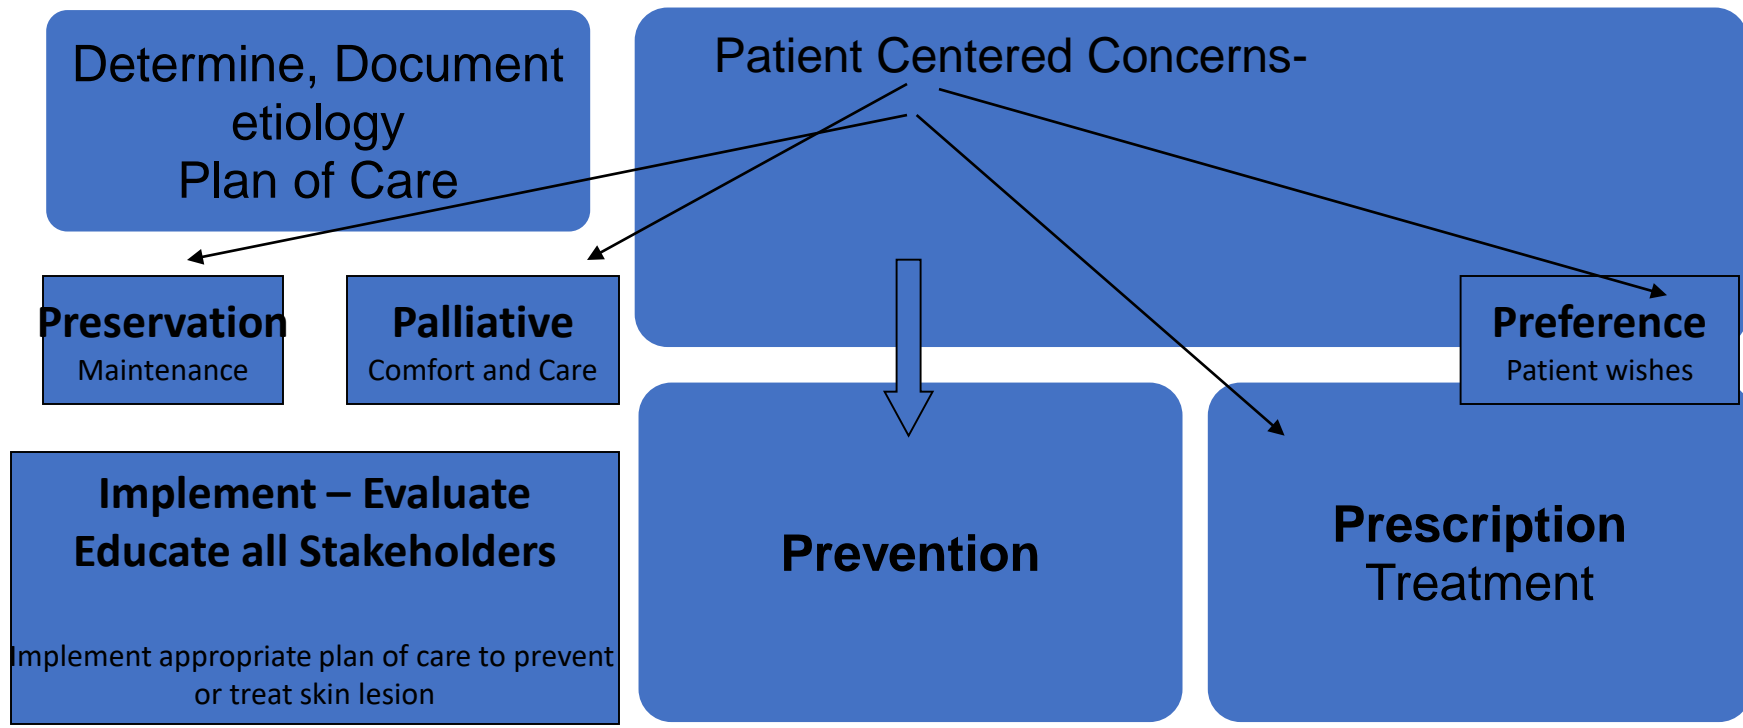 Determine, Document
etiology
Plan of Care
Patient Centered Concerns-
Preservation
Maintenance
Palliative
Comfort and Care
Preference
Patient wishes
Implement – Evaluate
Educate all Stakeholders
Implement appropriate plan of care to prevent
or treat skin lesion
Prevention
Prescription
Treatment